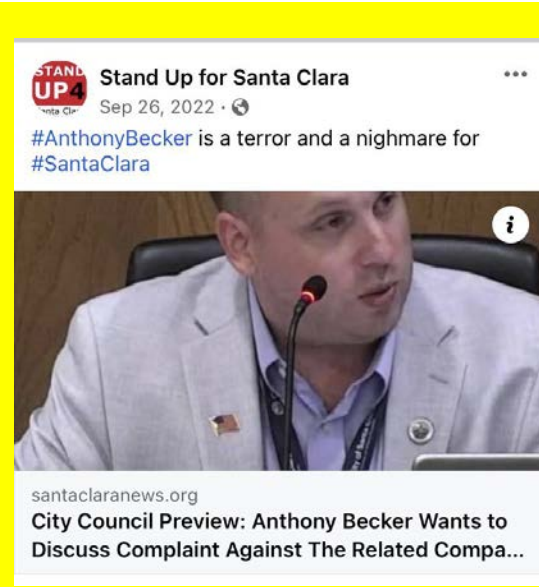 STAND
UP4
Stand Up for Santa Clara
Sep 26, 2022 ·
#AnthonyBecker is a terror and a nighmare for
#SantaClara
i
santaclaranews.org
City Council Preview: Anthony Becker Wants to
Discuss Complaint Against The Related Compa...